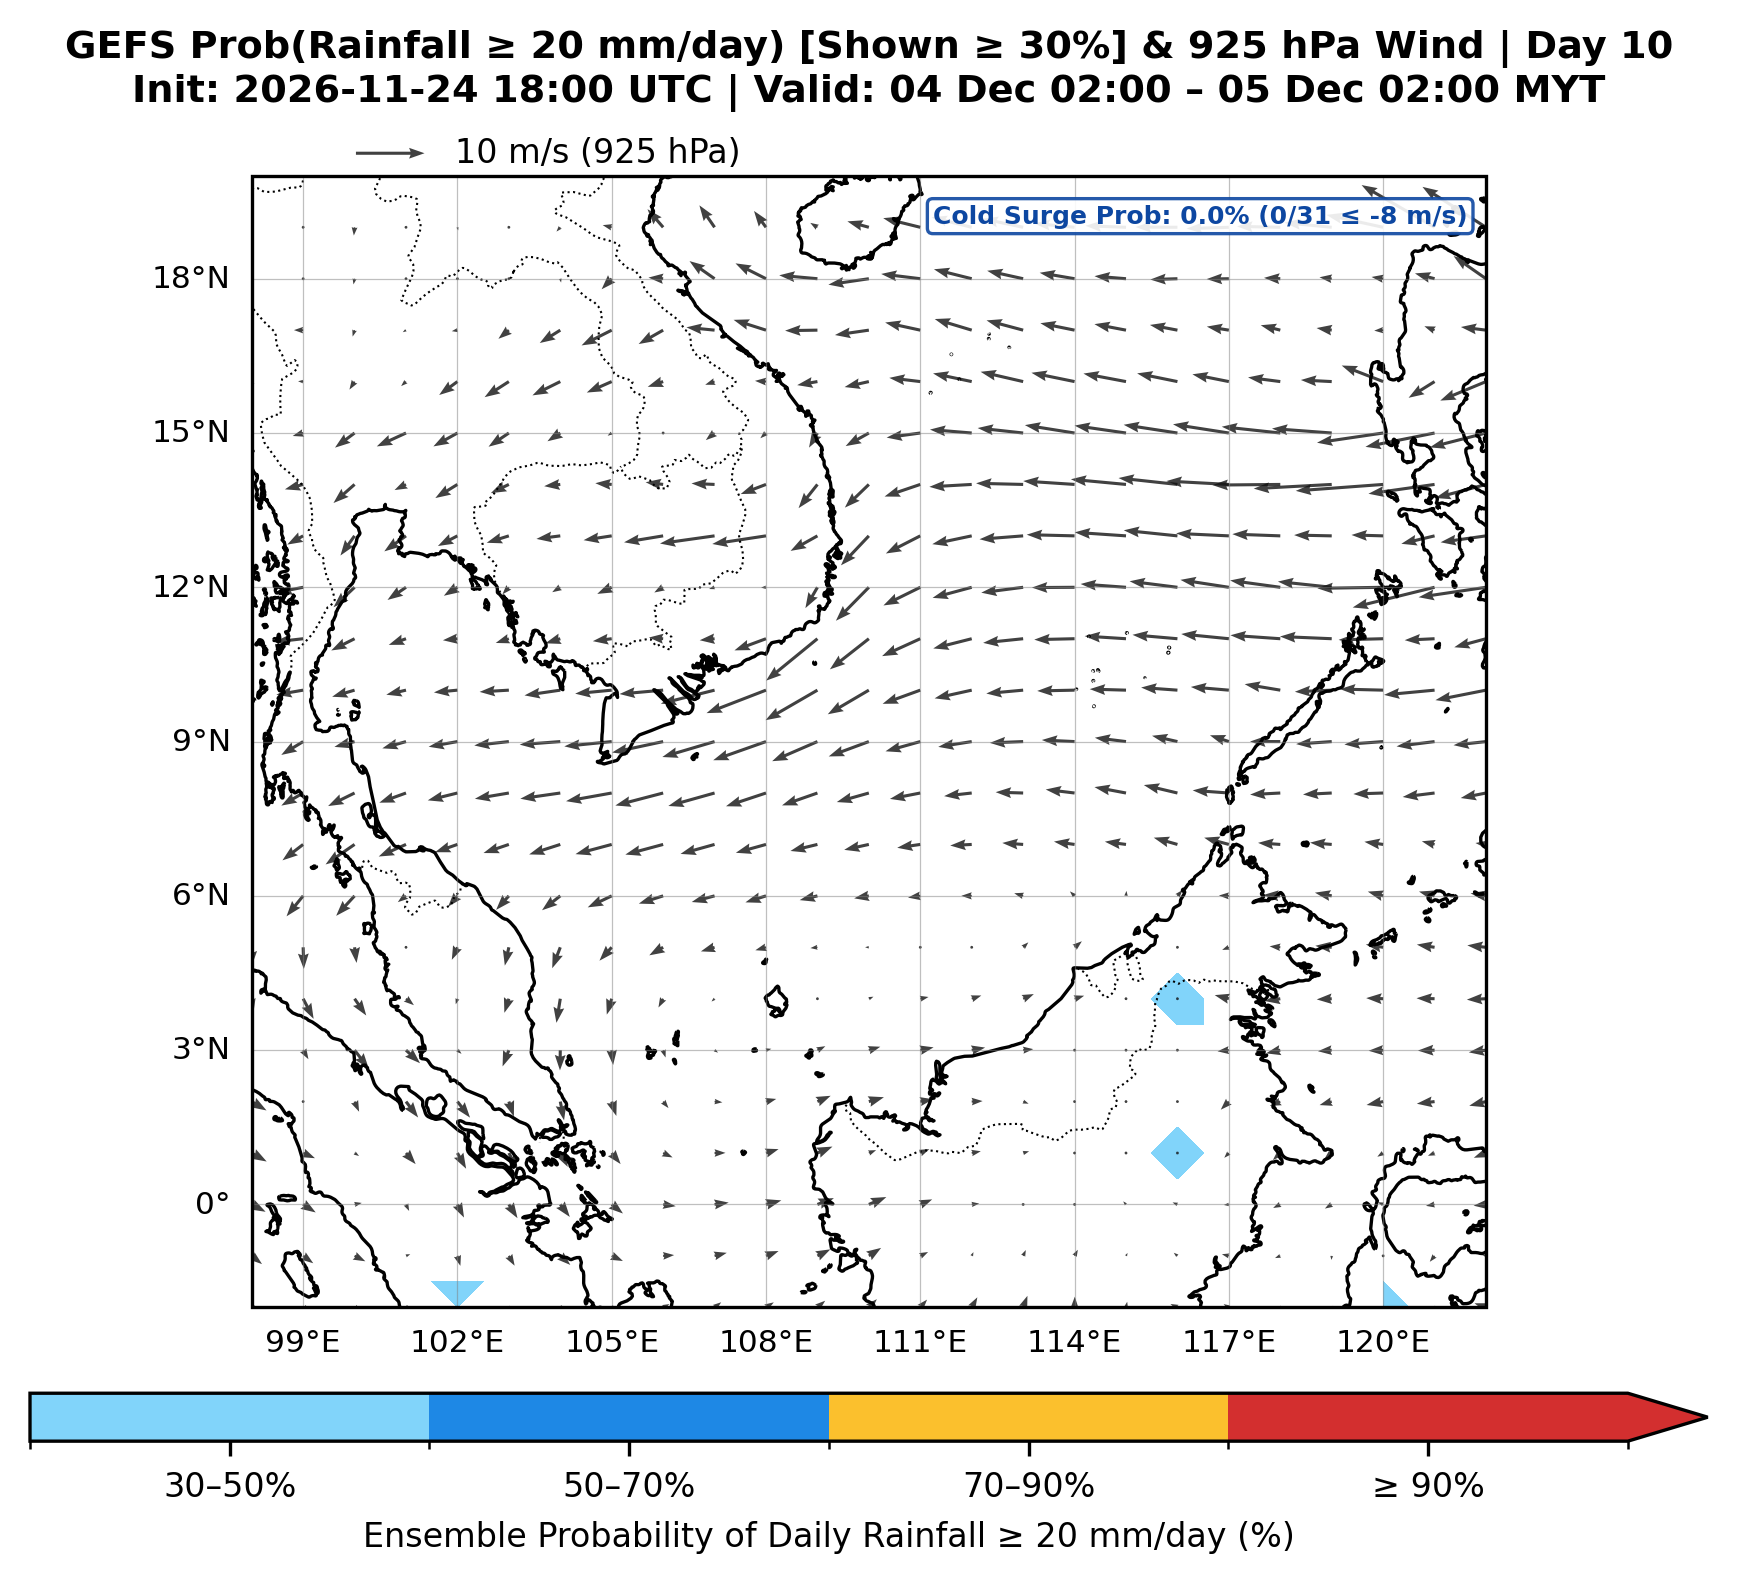 GEFS Prob(Rainfall ≥ 20 mm/day) [Shown ≥ 30%] & 925 hPa Wind | Day 10
Init: 2026-11-24 18:00 UTC | Valid: 04 Dec 02:00 – 05 Dec 02:00 MYT
10 m/s (925 hPa)
Cold Surge Prob: 0.0% (0/31 ≤ -8 m/s)
18°N
15°N
12°N
9°N
6°N
3°N
0°
99°E 102°E 105°E 108°E 111°E 114°E 117°E 120°E
30–50% 50–70% 70–90% ≥ 90%
Ensemble Probability of Daily Rainfall ≥ 20 mm/day (%)